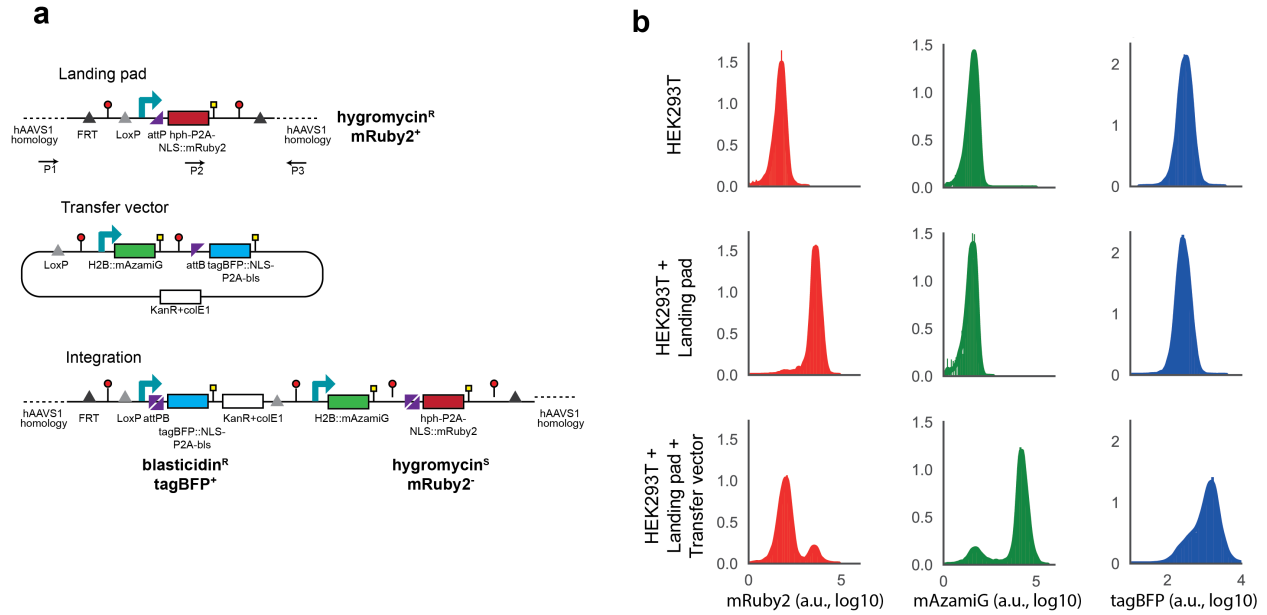 a
Landing pad
hAAVS1
homology
FRT
LoxP
attP
hph-P2A-
NLS::mRuby2
hAAVS1
homology
hygromycinR
mRuby2+
P1
P2
P3
Transfer vector
LoxP
H2B::mAzamiG
attB
tagBFP::NLS-
P2A-bls
KanR+colE1
Integration
hAAVS1
homology
FRT
LoxP
attPB
tagBFP::NLS-
P2A-bls
KanR+colE1
H2B::mAzamiG
hph-P2A-
NLS::mRuby2
hAAVS1
homology
blasticidinR
tagBFP+
hygromycinS
mRuby2-
b
HEK293T
1.5
1.0
0.5
0.0
1.5
1.0
0.5
0.0
2
1
0
HEK293T +
Landing pad
1.5
1.0
0.5
0.0
1.5
1.0
0.5
0.0
2
1
0
HEK293T +
Landing pad +
Transfer vector
1.5
1.0
0.5
0.0
1.5
1.0
0.5
0.0
2
1
0
0 5
0 5
2 4
mRuby2 (a.u., log10)
mAzamiG (a.u., log10)
tagBFP (a.u., log10)